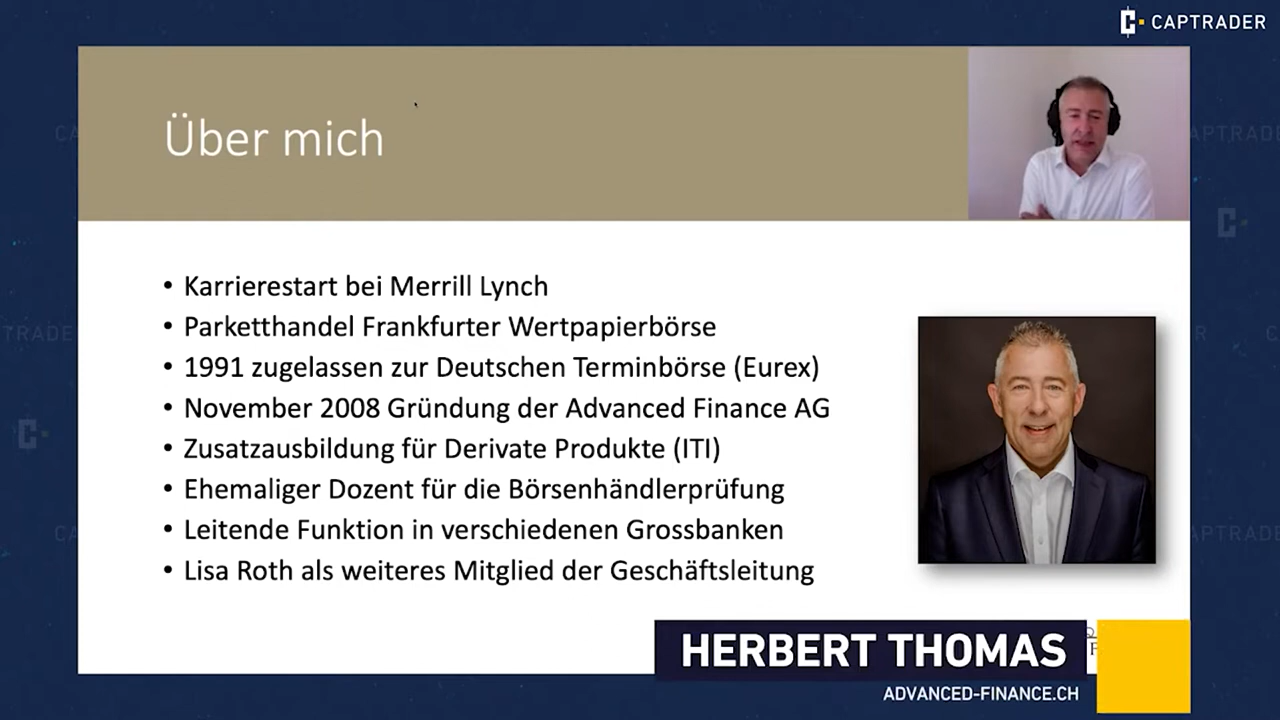 CAPTRADER
Über mich
• Karrierestart bei Merrill Lynch
• Parketthandel Frankfurter Wertpapierbörse
• 1991 zugelassen zur Deutschen Terminbörse (Eurex)
• November 2008 Gründung der Advanced Finance AG
• Zusatzausbildung für Derivate Produkte (ITI)
• Ehemaliger Dozent für die Börsenhändlerprüfung
• Leitende Funktion in verschiedenen Grossbanken
• Lisa Roth als weiteres Mitglied der Geschäftsleitung
HERBERT THOMAS
ADVANCED-FINANCE.CH